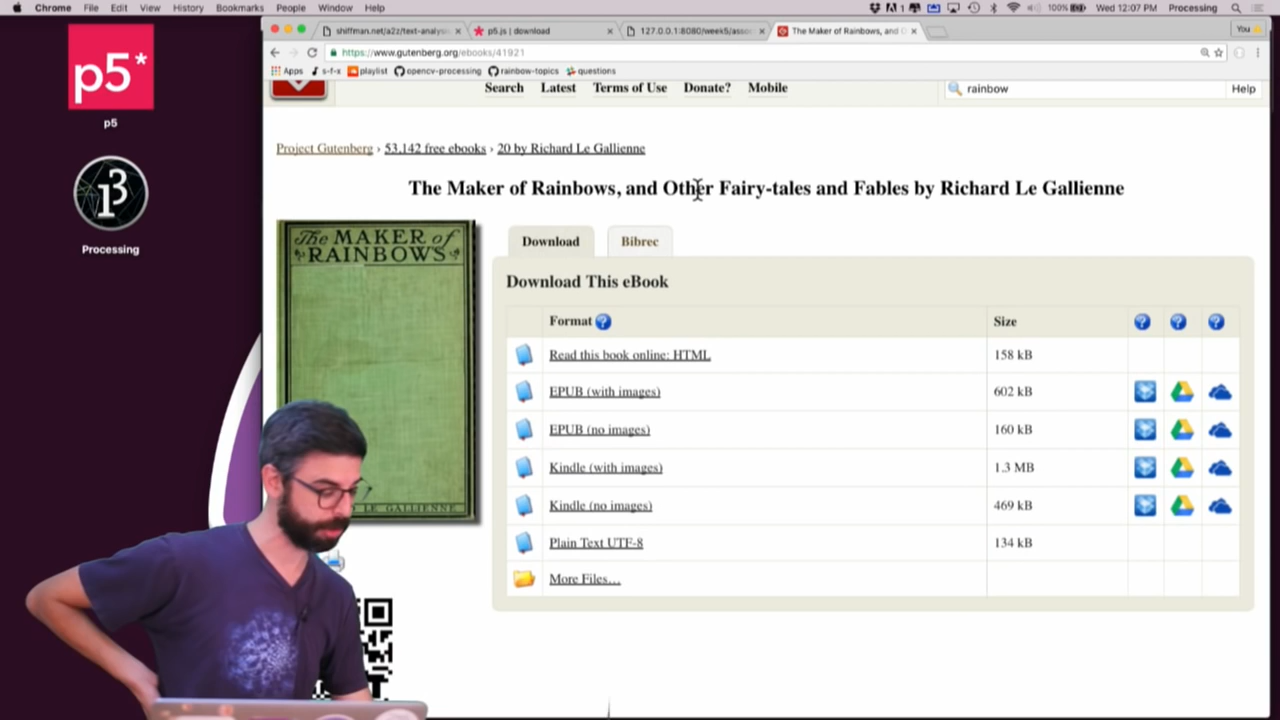 Chrome File Edit View History Bookmarks People Window Help 1 100% Wed 12:07 PM Processing
p5*
p5
Processing
shiffman.net/a2z/text-analysis p5.js | download 127.0.0.1:8080/week5/assoc The Maker of Rainbows, and O You
https://www.gutenberg.org/ebooks/41921
Apps s-f-x playlist opencv-processing rainbow-topics questions
Search Latest Terms of Use Donate? Mobile rainbow Help
Project Gutenberg › 53,142 free ebooks › 20 by Richard Le Gallienne
The Maker of Rainbows, and Other Fairy-tales and Fables by Richard Le Gallienne
The MAKER of
RAINBOWS
LE GALLIENNE
Download Bibrec
Download This eBook
Format ? Size ? ? ?
Read this book online: HTML 158 kB
EPUB (with images) 602 kB
EPUB (no images) 160 kB
Kindle (with images) 1.3 MB
Kindle (no images) 469 kB
Plain Text UTF-8 134 kB
More Files...